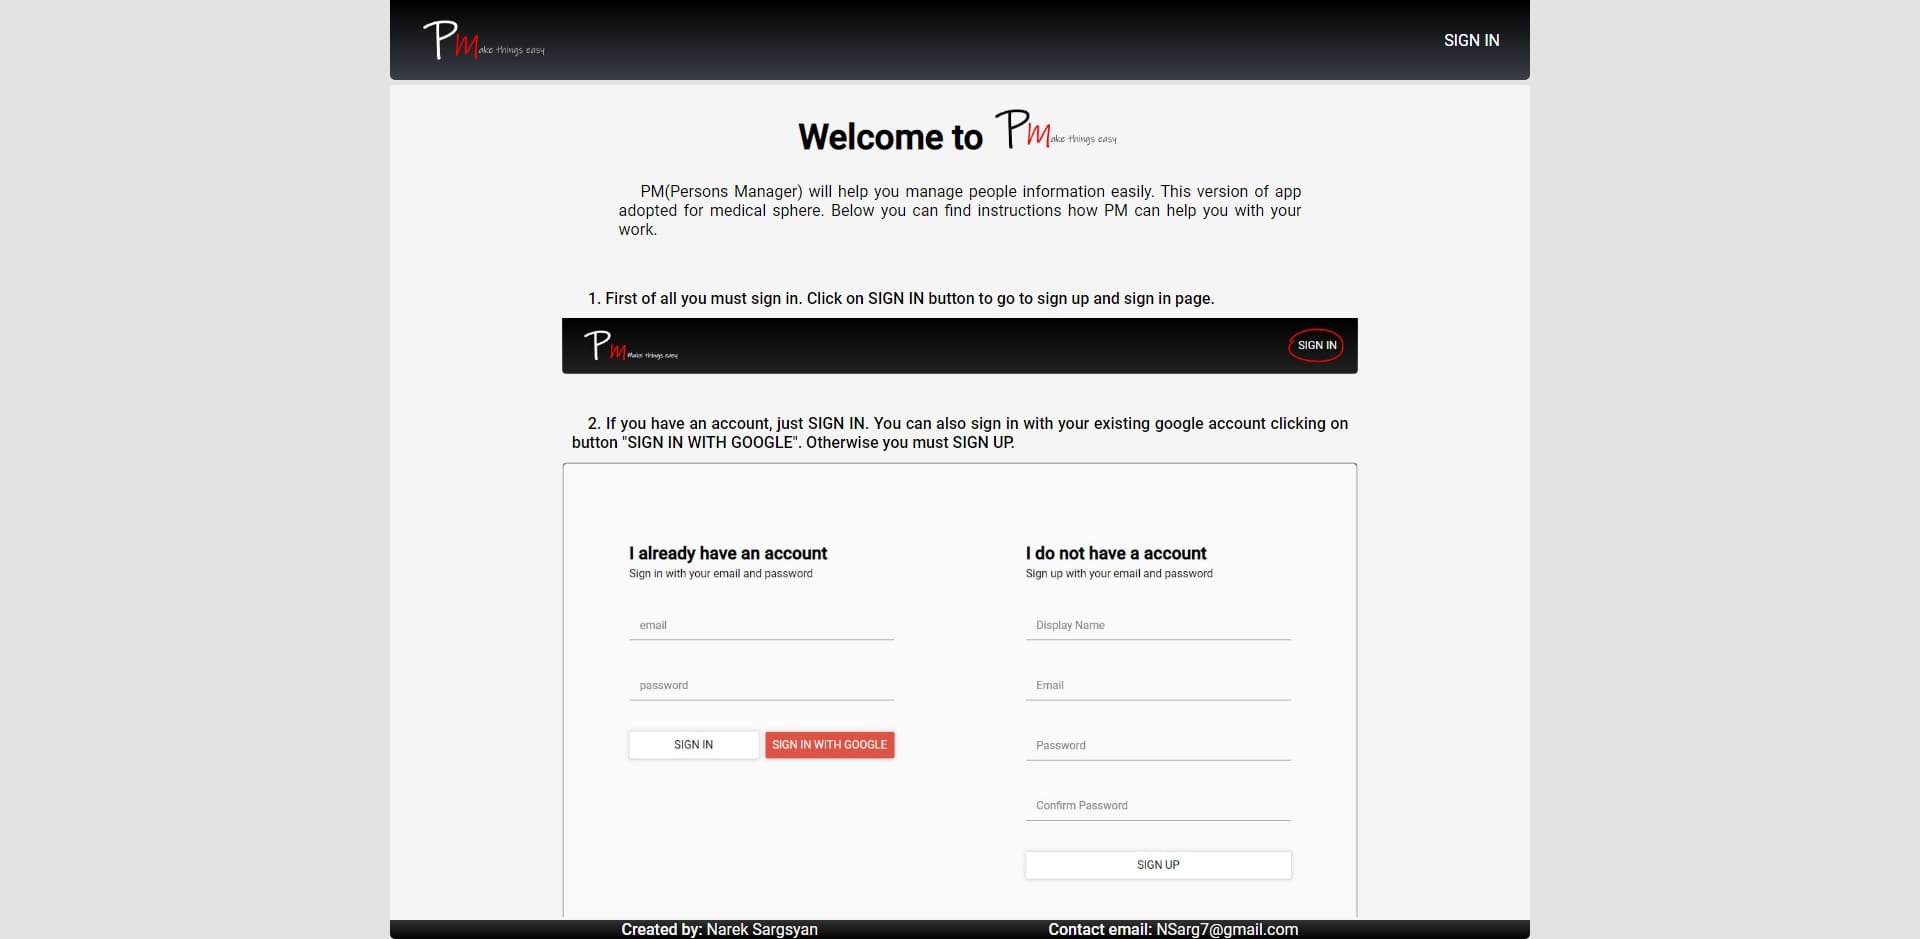 PMake things easy
SIGN IN
Welcome to PMake things easy
PM(Persons Manager) will help you manage people information easily. This version of app
adopted for medical sphere. Below you can find instructions how PM can help you with your
work.
1. First of all you must sign in. Click on SIGN IN button to go to sign up and sign in page.
PM Make things easy
SIGN IN
2. If you have an account, just SIGN IN. You can also sign in with your existing google account clicking on
button "SIGN IN WITH GOOGLE". Otherwise you must SIGN UP.
I already have an account
Sign in with your email and password
email
password
SIGN IN
SIGN IN WITH GOOGLE
I do not have a account
Sign up with your email and password
Display Name
Email
Password
Confirm Password
SIGN UP
Created by: Narek Sargsyan
Contact email: NSarg7@gmail.com